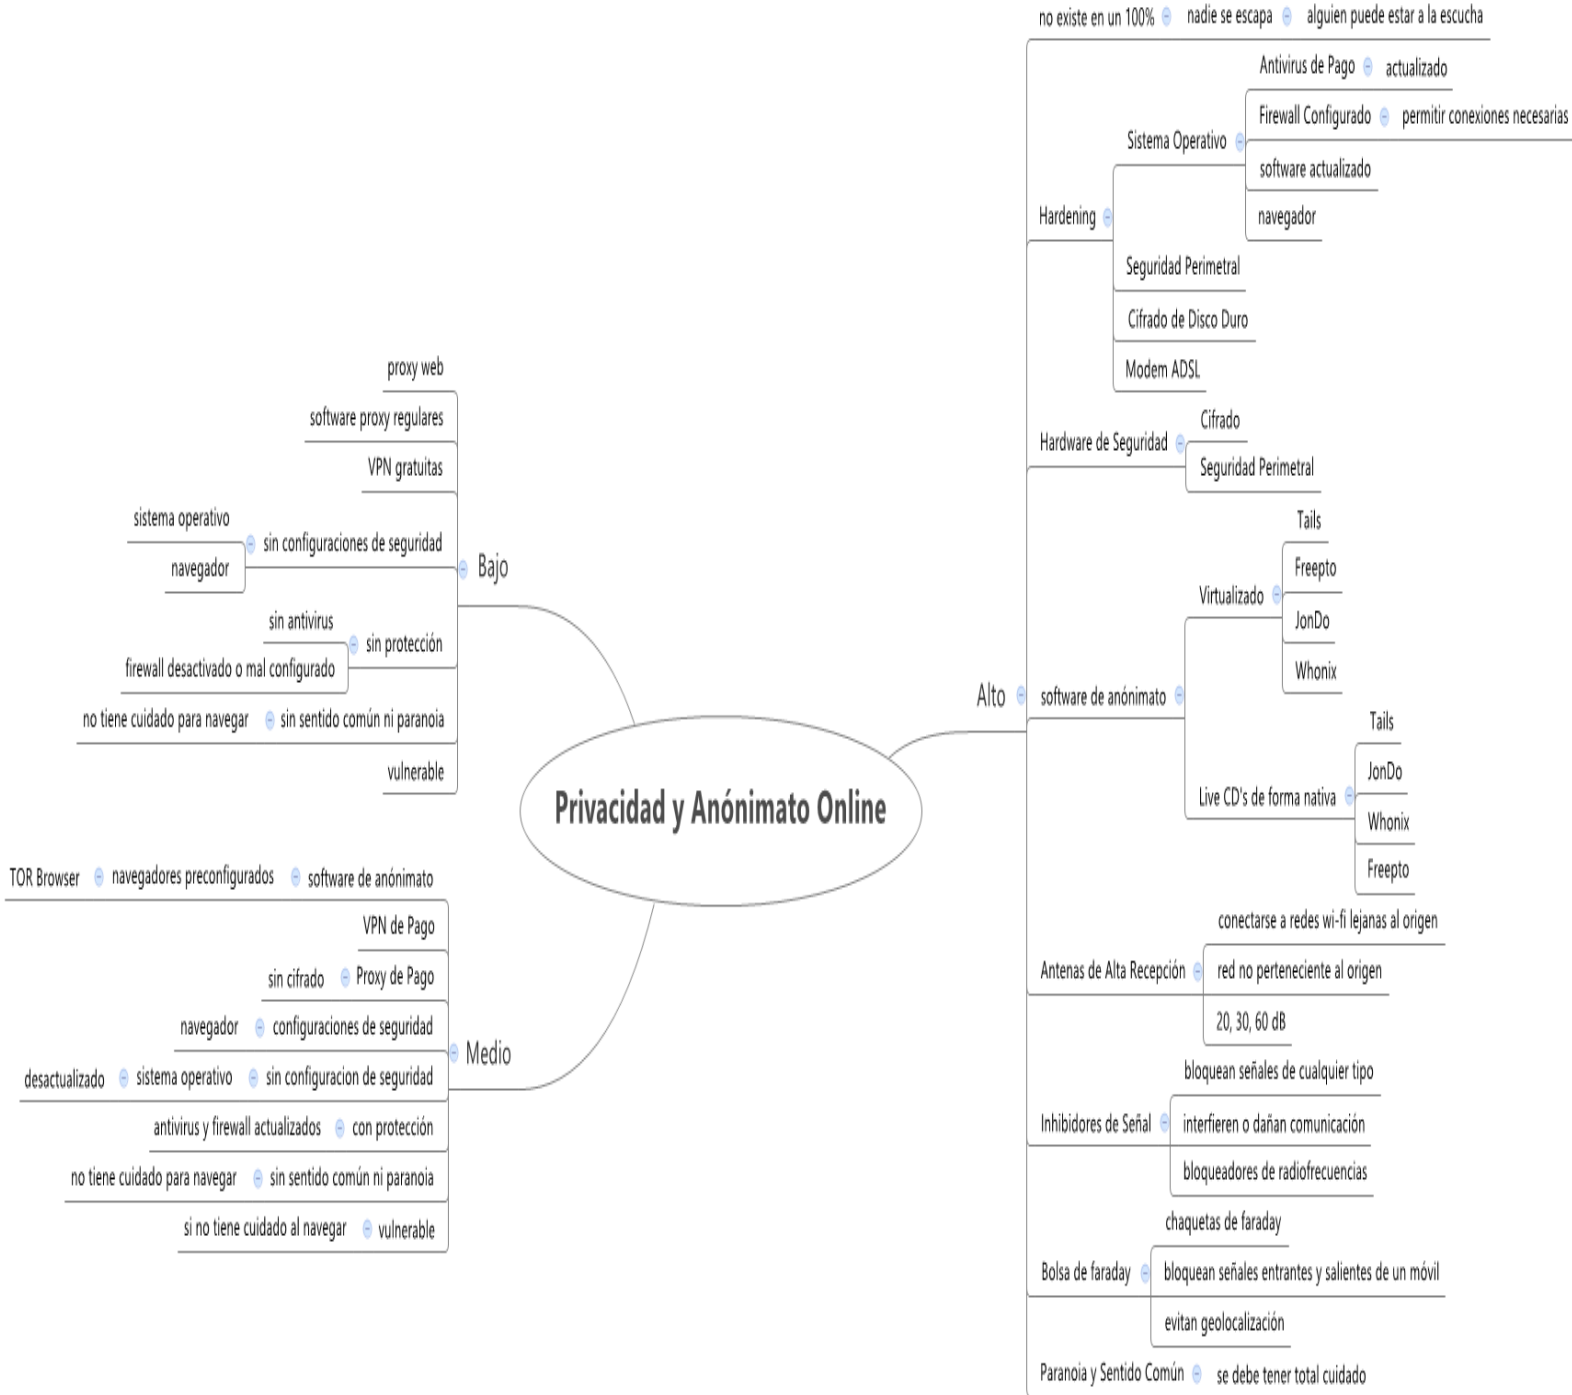 Privacidad y Anónimato Online
Bajo
proxy web
software proxy regulares
VPN gratuitas
sin configuraciones de seguridad
sistema operativo
navegador
sin protección
sin antivirus
firewall desactivado o mal configurado
sin sentido común ni paranoia
no tiene cuidado para navegar
vulnerable
Medio
software de anónimato
navegadores preconfigurados
TOR Browser
VPN de Pago
Proxy de Pago
sin cifrado
configuraciones de seguridad
navegador
sin configuracion de seguridad
sistema operativo
desactualizado
con protección
antivirus y firewall actualizados
sin sentido común ni paranoia
no tiene cuidado para navegar
vulnerable
si no tiene cuidado al navegar
Alto
no existe en un 100%
nadie se escapa
alguien puede estar a la escucha
Hardening
Sistema Operativo
Antivirus de Pago
actualizado
Firewall Configurado
permitir conexiones necesarias
software actualizado
navegador
Seguridad Perimetral
Cifrado de Disco Duro
Modem ADSL
Hardware de Seguridad
Cifrado
Seguridad Perimetral
software de anónimato
Virtualizado
Tails
Freepto
JonDo
Whonix
Live CD's de forma nativa
Tails
JonDo
Whonix
Freepto
Antenas de Alta Recepción
conectarse a redes wi-fi lejanas al origen
red no perteneciente al origen
20, 30, 60 dB
Inhibidores de Señal
bloquean señales de cualquier tipo
interfieren o dañan comunicación
bloqueadores de radiofrecuencias
Bolsa de faraday
chaquetas de faraday
bloquean señales entrantes y salientes de un móvil
evitan geolocalización
Paranoia y Sentido Común
se debe tener total cuidado